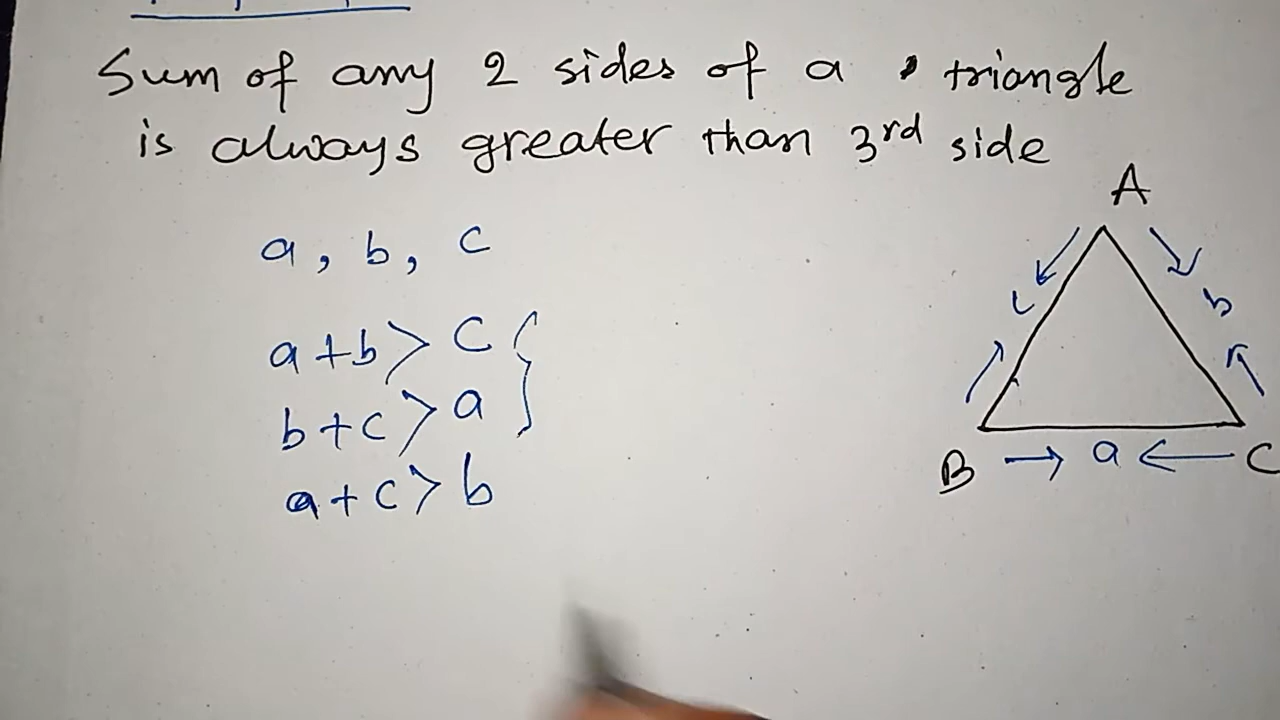 Sum of any 2 sides of a triangle
is always greater than 3rd side
a, b, c
a+b > c
b+c > a
a+c > b
A
c b
B → a ← C